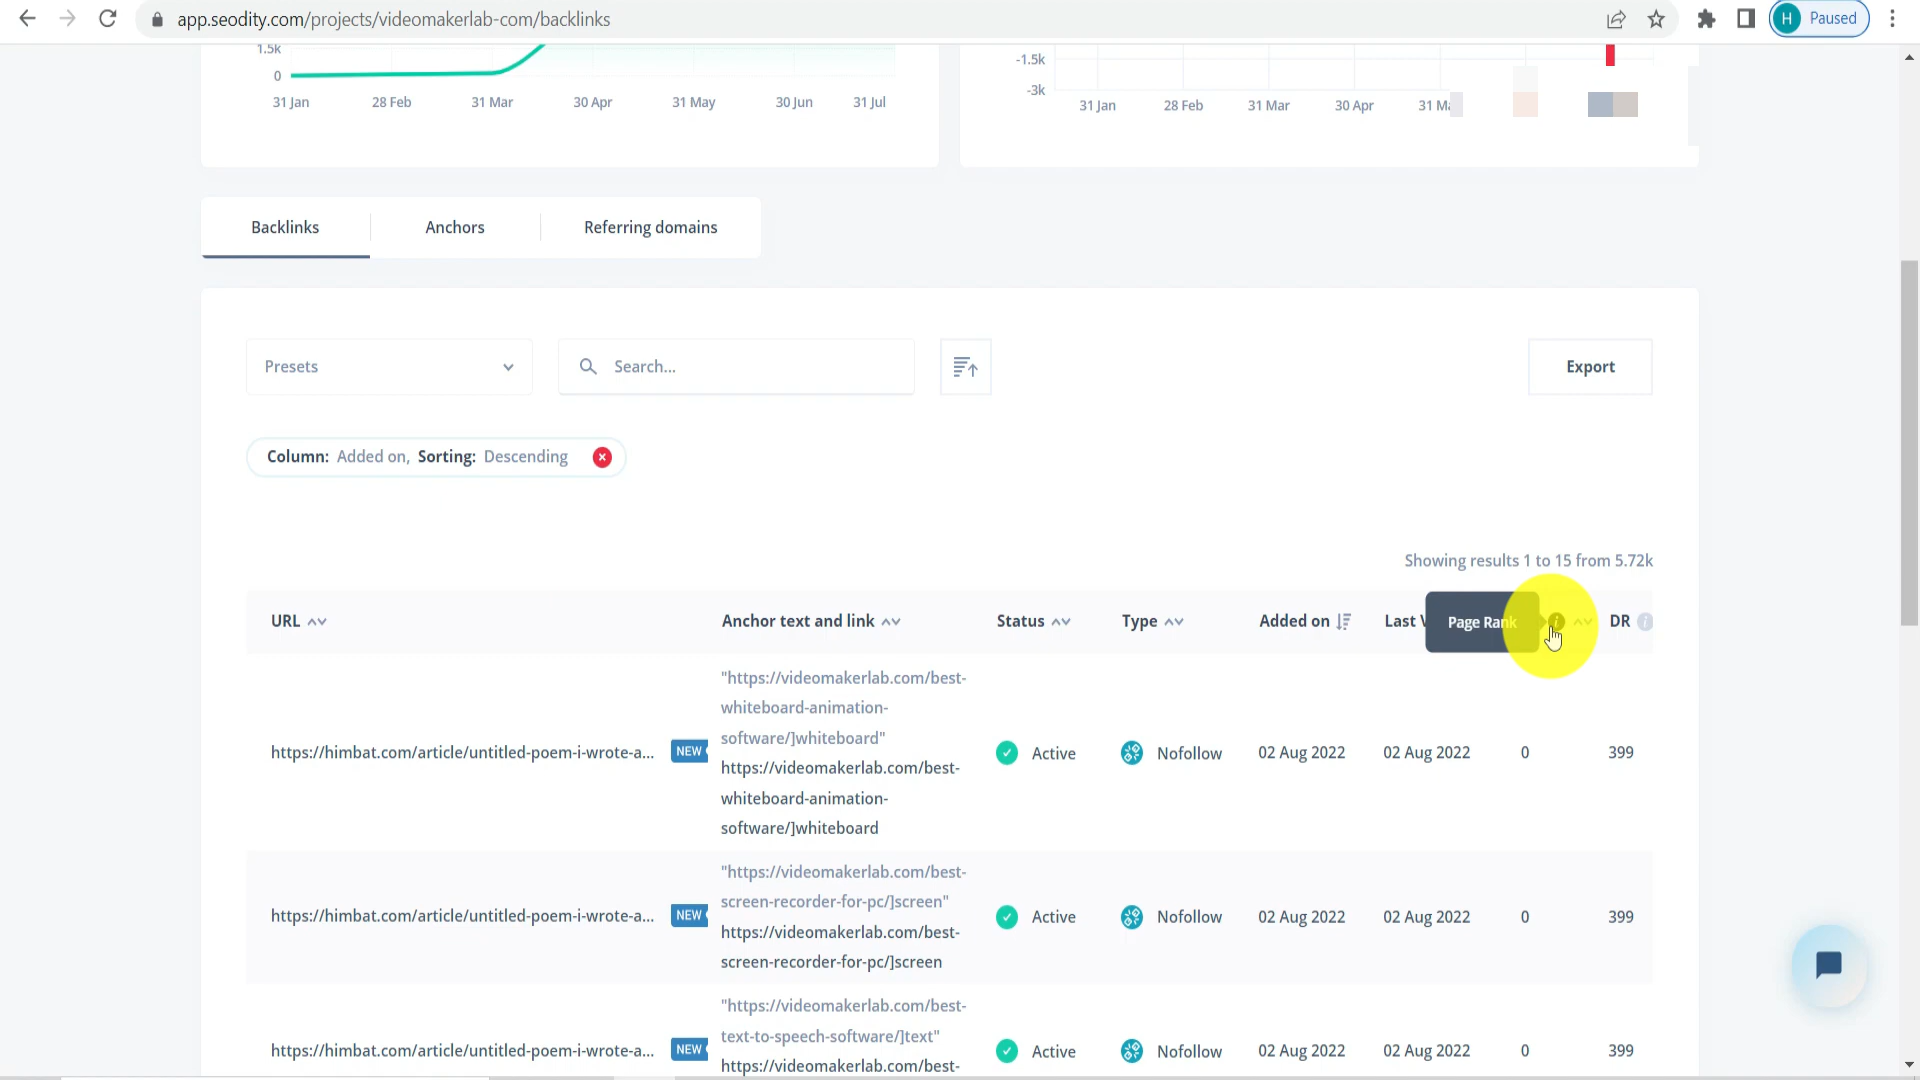 app.seodity.com/projects/videomakerlab-com/backlinks
H Paused
1.5k
0
31 Jan 28 Feb 31 Mar 30 Apr 31 May 30 Jun 31 Jul
-1.5k
-3k
31 Jan 28 Feb 31 Mar 30 Apr
Backlinks Anchors Referring domains
Presets Search... Export
Column: Added on, Sorting: Descending
Showing results 1 to 15 from 5.72k
URL Anchor text and link Status Type Added on Last Page Rank DR
"https://videomakerlab.com/best-
whiteboard-animation-
software/]whiteboard"
https://himbat.com/article/untitled-poem-i-wrote-a... NEW Active Nofollow 02 Aug 2022 02 Aug 2022 0 399
https://videomakerlab.com/best-
whiteboard-animation-
software/]whiteboard
"https://videomakerlab.com/best-
screen-recorder-for-pc/]screen"
https://himbat.com/article/untitled-poem-i-wrote-a... NEW Active Nofollow 02 Aug 2022 02 Aug 2022 0 399
https://videomakerlab.com/best-
screen-recorder-for-pc/]screen
"https://videomakerlab.com/best-
text-to-speech-software/]text"
https://himbat.com/article/untitled-poem-i-wrote-a... NEW Active Nofollow 02 Aug 2022 02 Aug 2022 0 399
https://videomakerlab.com/best-